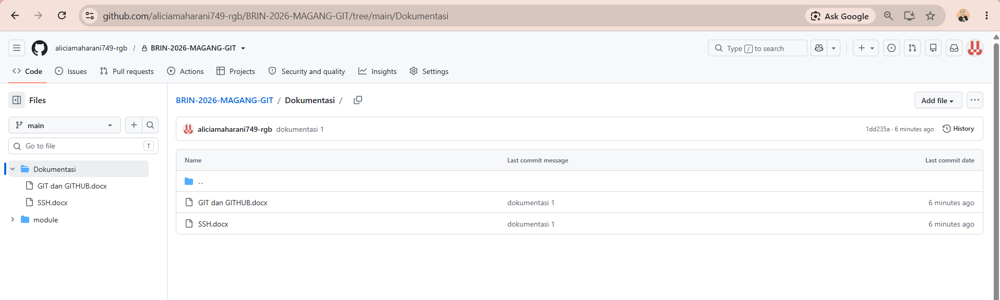 github.com/aliciamaharani749-rgb/BRIN-2026-MAGANG-GIT/tree/main/Dokumentasi
Ask Google
aliciamaharani749-rgb / BRIN-2026-MAGANG-GIT
Type / to search
Code Issues Pull requests Actions Projects Security and quality Insights Settings
Files
main
Go to file T
Dokumentasi
GIT dan GITHUB.docx
SSH.docx
module
BRIN-2026-MAGANG-GIT / Dokumentasi /
Add file
aliciamaharani749-rgb dokumentasi 1
1dd235a · 6 minutes ago History
Name Last commit message Last commit date
..
GIT dan GITHUB.docx dokumentasi 1 6 minutes ago
SSH.docx dokumentasi 1 6 minutes ago